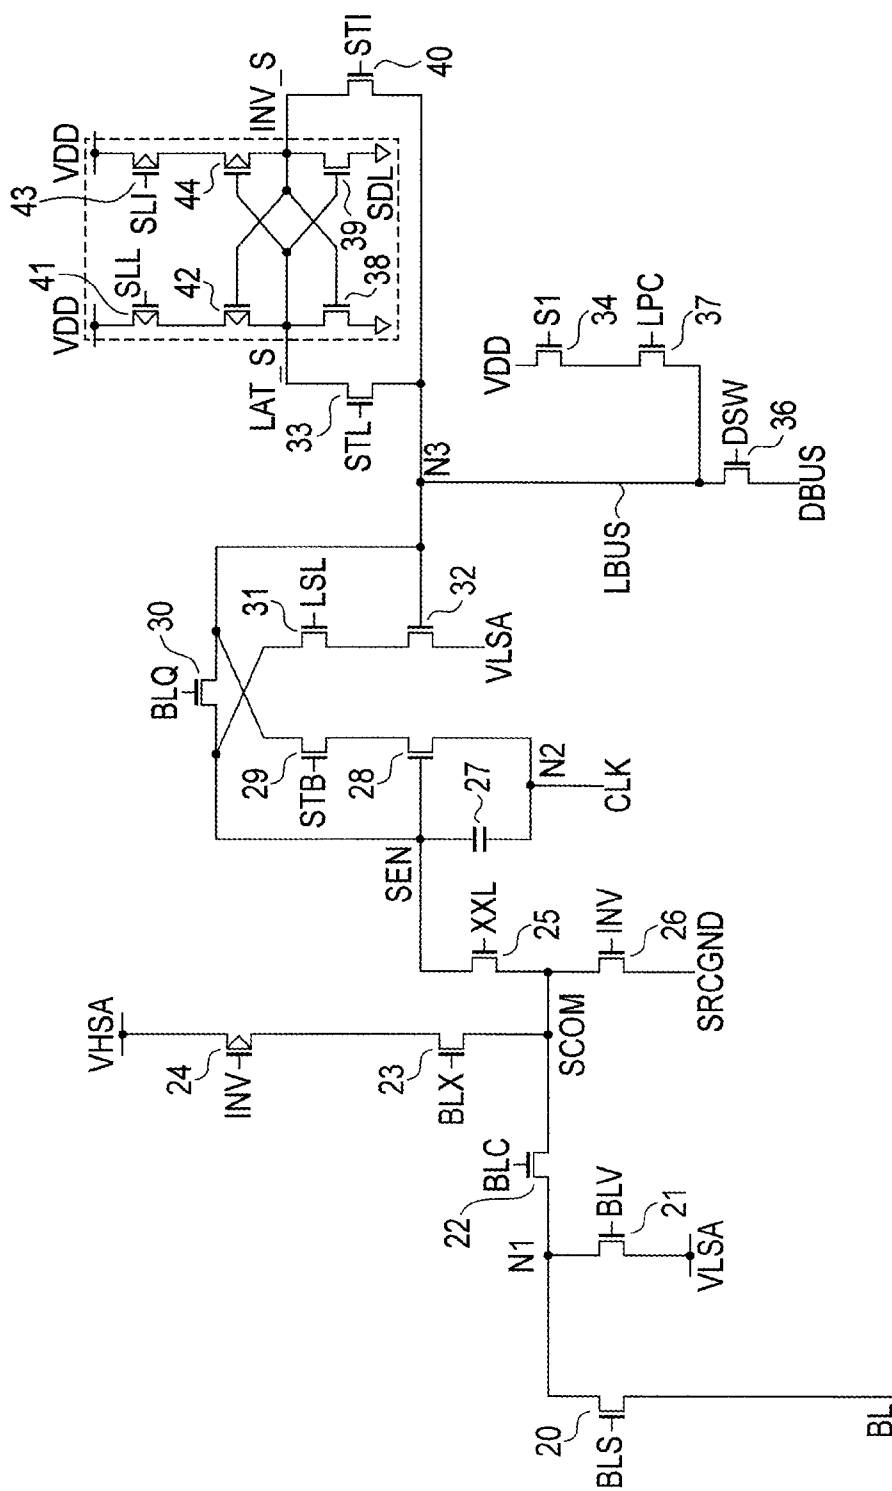 VDD
VDD
41
SLL
43
SLI
42
44
38
39
SDL
LAT_S
INV_S
33
STL
STI
40
N3
BLQ
30
29
STB
31
LSL
28
32
VLSA
SEN
27
N2
CLK
LBUS
VDD
S1
34
LPC
37
DSW
36
DBUS
VHSA
24
INV
23
BLX
XXL
25
SCOM
INV
26
SRCGND
BLC
22
N1
BLV
21
VLSA
20
BLS
BL